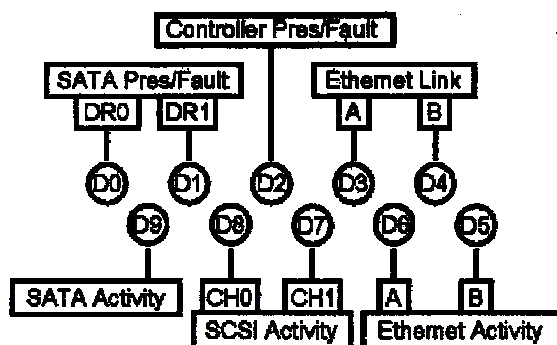 Controller Pres/Fault
SATA Pres/Fault
Ethernet Link
DR0 DR1 A B
D0 D1 D2 D3 D4
D9 D8 D7 D6 D5
SATA Activity CH0 CH1 A B
SCSI Activity Ethernet Activity